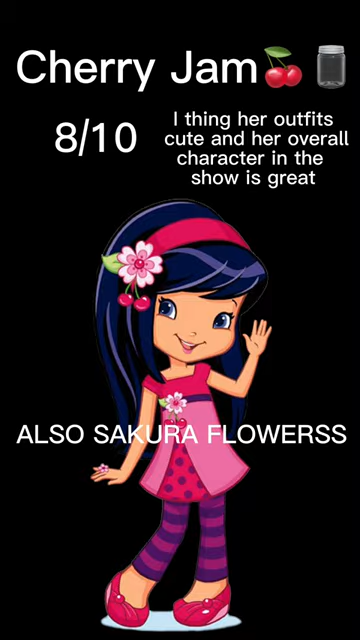 Cherry Jam🍒🫙
8/10
I thing her outfits
cute and her overall
character in the
show is great
ALSO SAKURA FLOWERSS